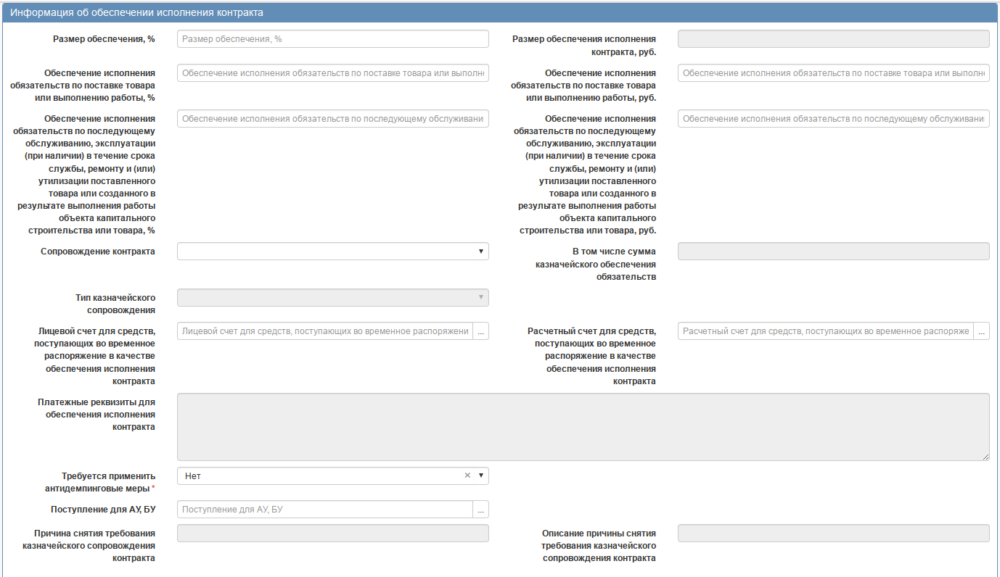 Информация об обеспечении исполнения контракта
Размер обеспечения, %
Размер обеспечения, %
Размер обеспечения исполнения
контракта, руб.
Обеспечение исполнения
обязательств по поставке товара
или выполнению работы, %
Обеспечение исполнения обязательств по поставке товара или выполне
Обеспечение исполнения
обязательств по поставке товара
или выполнению работы, руб.
Обеспечение исполнения обязательств по поставке товара или выполне
Обеспечение исполнения
обязательств по последующему
обслуживанию, эксплуатации
(при наличии) в течение срока
службы, ремонту и (или)
утилизации поставленного
товара или созданного в
результате выполнения работы
объекта капитального
строительства или товара, %
Обеспечение исполнения обязательств по последующему обслуживани
Обеспечение исполнения
обязательств по последующему
обслуживанию, эксплуатации
(при наличии) в течение срока
службы, ремонту и (или)
утилизации поставленного
товара или созданного в
результате выполнения работы
объекта капитального
строительства или товара, руб.
Обеспечение исполнения обязательств по последующему обслуживани
Сопровождение контракта
В том числе сумма
казначейского обеспечения
обязательств
Тип казначейского
сопровождения
Лицевой счет для средств,
поступающих во временное
распоряжение в качестве
обеспечения исполнения
контракта
Лицевой счет для средств, поступающих во временное распоряжени
...
Расчетный счет для средств,
поступающих во временное
распоряжение в качестве
обеспечения исполнения
контракта
Расчетный счет для средств, поступающих во временное распоряже
...
Платежные реквизиты для
обеспечения исполнения
контракта
Требуется применить
антидемпинговые меры *
Нет
Поступление для АУ, БУ
Поступление для АУ, БУ
...
Причина снятия требования
казначейского сопровождения
контракта
Описание причины снятия
требования казначейского
сопровождения контракта